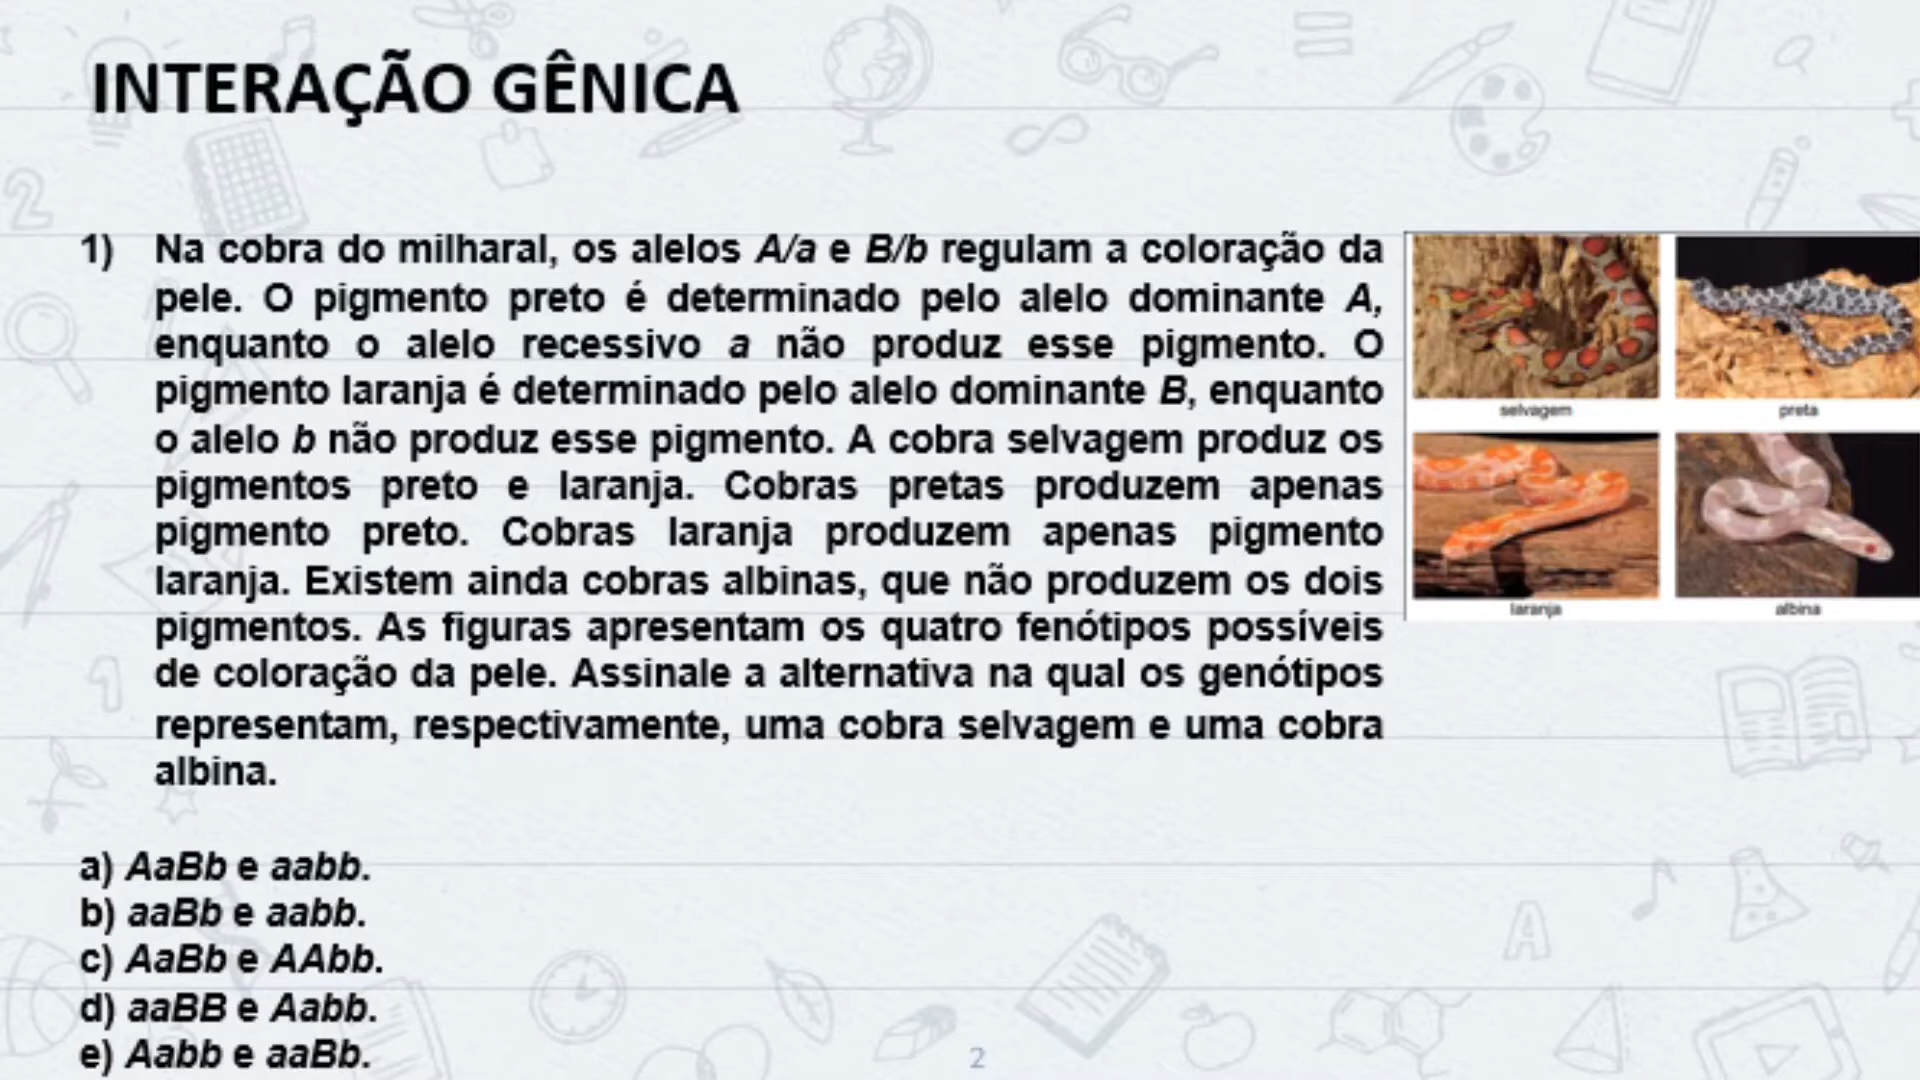 INTERAÇÃO GÊNICA
1) Na cobra do milharal, os alelos A/a e B/b regulam a coloração da
pele. O pigmento preto é determinado pelo alelo dominante A,
enquanto o alelo recessivo a não produz esse pigmento. O
pigmento laranja é determinado pelo alelo dominante B, enquanto
o alelo b não produz esse pigmento. A cobra selvagem produz os
pigmentos preto e laranja. Cobras pretas produzem apenas
pigmento preto. Cobras laranja produzem apenas pigmento
laranja. Existem ainda cobras albinas, que não produzem os dois
pigmentos. As figuras apresentam os quatro fenótipos possíveis
de coloração da pele. Assinale a alternativa na qual os genótipos
representam, respectivamente, uma cobra selvagem e uma cobra
albina.
selvagem
preta
laranja
albina
a) AaBb e aabb.
b) aaBb e aabb.
c) AaBb e AAbb.
d) aaBB e Aabb.
e) Aabb e aaBb.
2
2
1
A